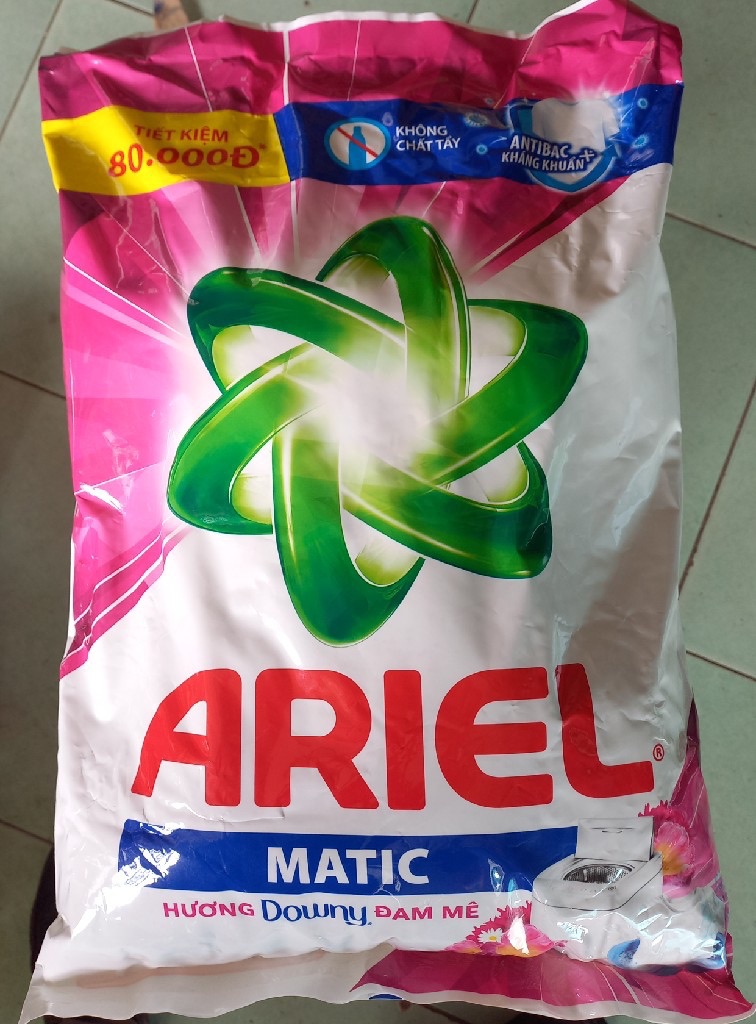 TIẾT KIỆM
80.000Đ*
KHÔNG
CHẤT TẨY
ANTIBAC
KHÁNG KHUẨN+
ARIEL®
MATIC
HƯƠNG Downy ĐAM MÊ